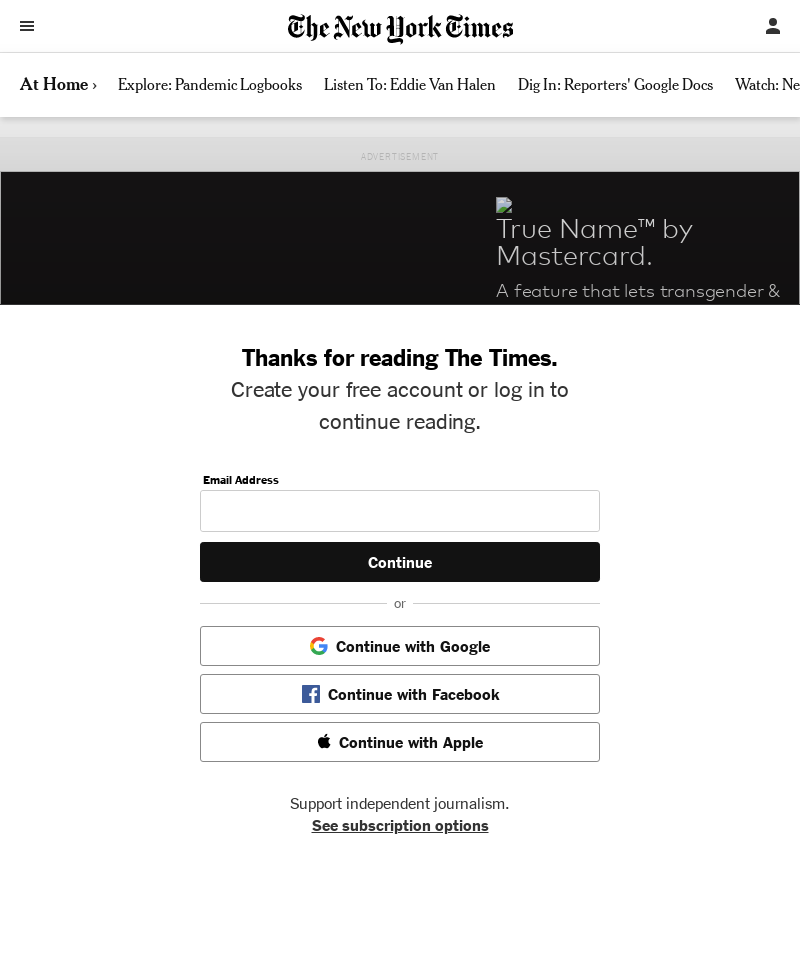 The New York Times
At Home ›
Explore: Pandemic Logbooks
Listen To: Eddie Van Halen
Dig In: Reporters' Google Docs
Watch: Ne
ADVERTISEMENT
True Name™ by
Mastercard.
A feature that lets transgender &
Thanks for reading The Times.
Create your free account or log in to
continue reading.
Email Address
Continue
or
Continue with Google
Continue with Facebook
Continue with Apple
Support independent journalism.
See subscription options